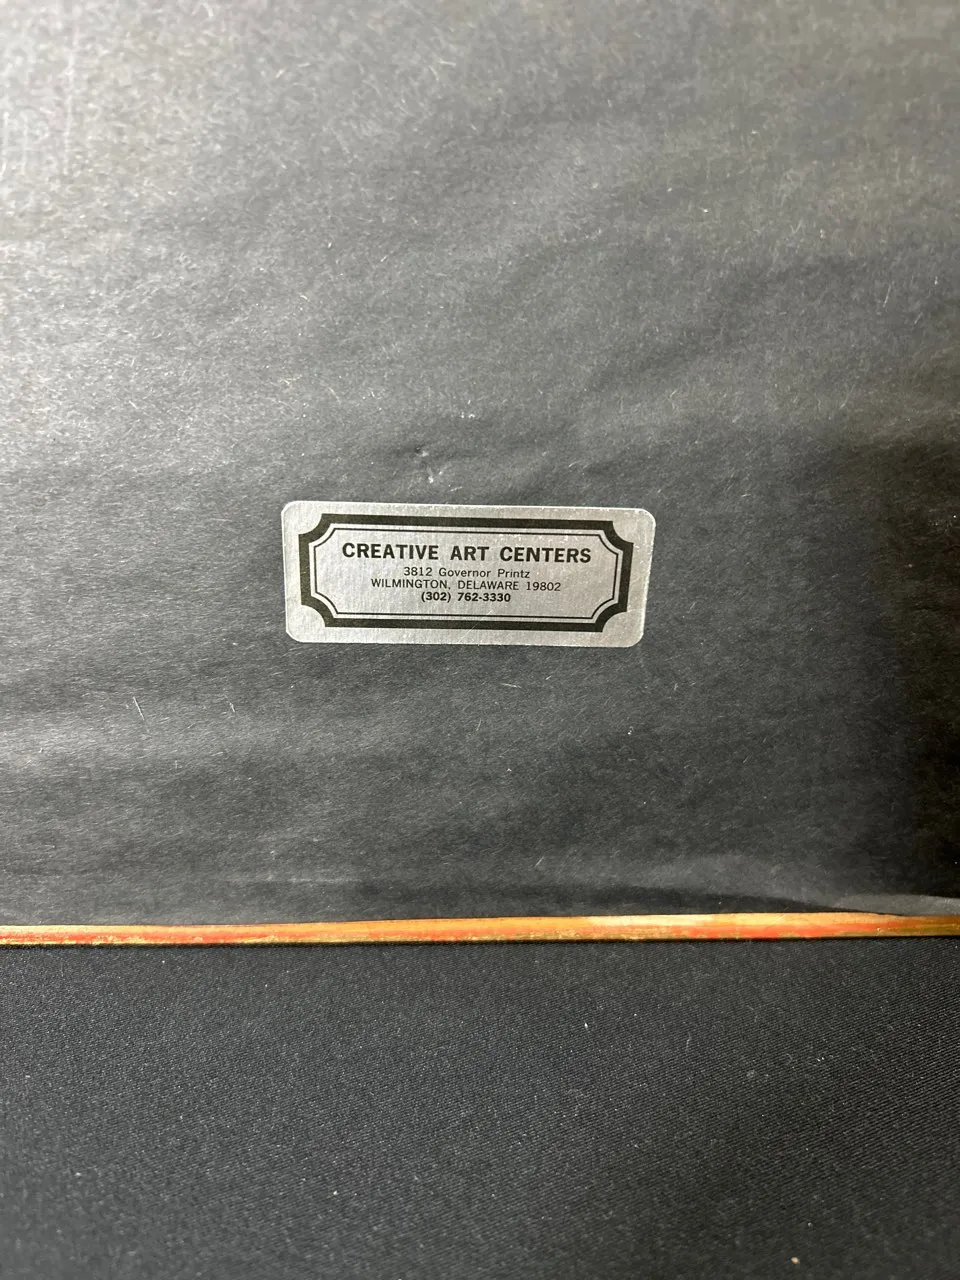 CREATIVE ART CENTERS
3812 Governor Printz
WILMINGTON, DELAWARE 19802
(302) 762-3330